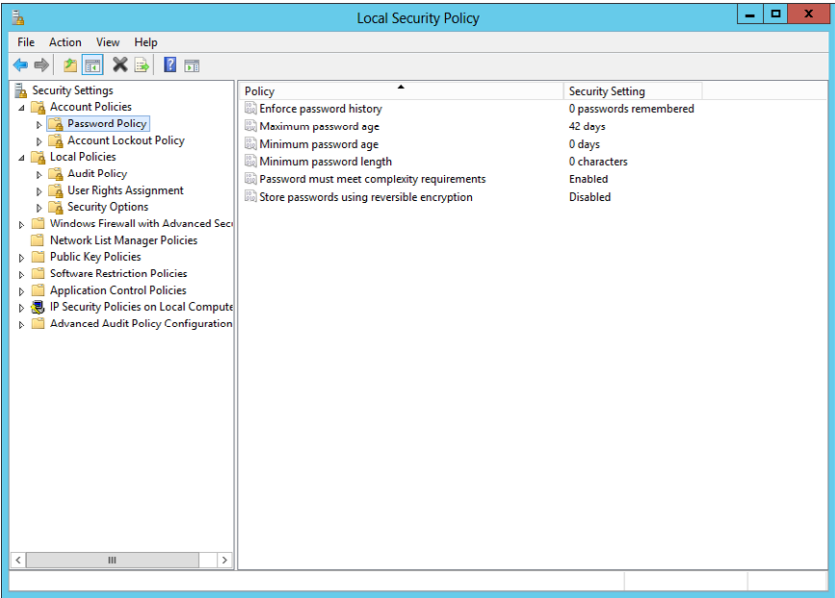 Local Security Policy
File Action View Help
Security Settings
Account Policies
Password Policy
Account Lockout Policy
Local Policies
Audit Policy
User Rights Assignment
Security Options
Windows Firewall with Advanced Secu
Network List Manager Policies
Public Key Policies
Software Restriction Policies
Application Control Policies
IP Security Policies on Local Compute
Advanced Audit Policy Configuration
Policy Security Setting
Enforce password history 0 passwords remembered
Maximum password age 42 days
Minimum password age 0 days
Minimum password length 0 characters
Password must meet complexity requirements Enabled
Store passwords using reversible encryption Disabled